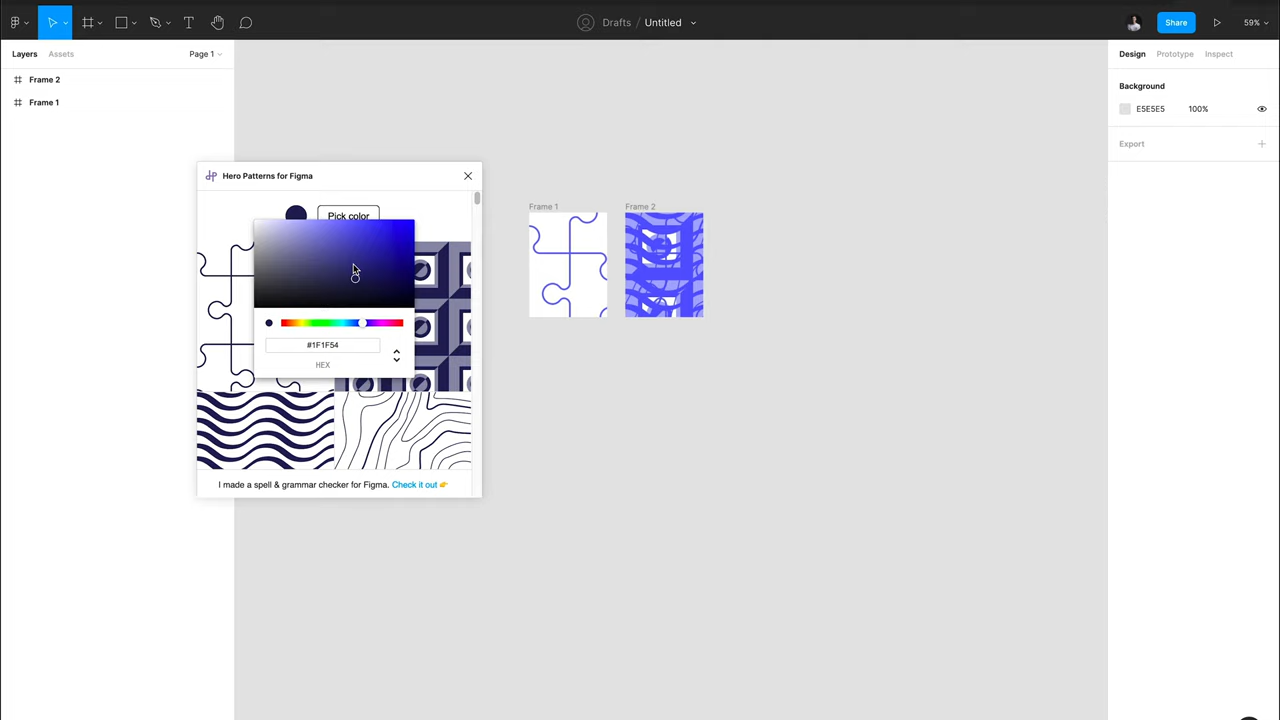 Drafts / Untitled
Share
59%
Layers
Assets
Page 1
Design
Prototype
Inspect
Frame 2
Frame 1
Background
E5E5E5
100%
Export
Hero Patterns for Figma
Pick color
#1F1F54
HEX
I made a spell & grammar checker for Figma. Check it out 👉
Frame 1
Frame 2